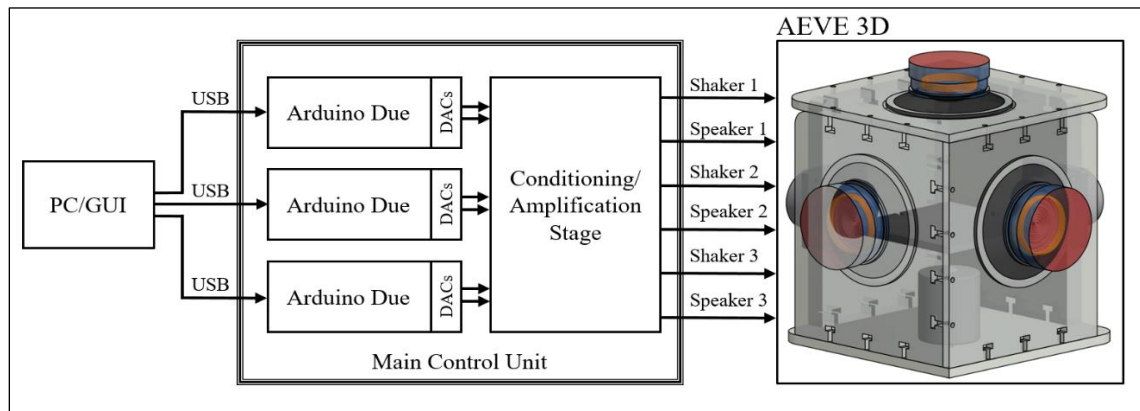 AEVE 3D
USB
Arduino Due
DACs
Shaker 1
Speaker 1
PC/GUI
USB
Arduino Due
DACs
Conditioning/
Amplification
Stage
Shaker 2
Speaker 2
USB
Arduino Due
DACs
Shaker 3
Speaker 3
Main Control Unit